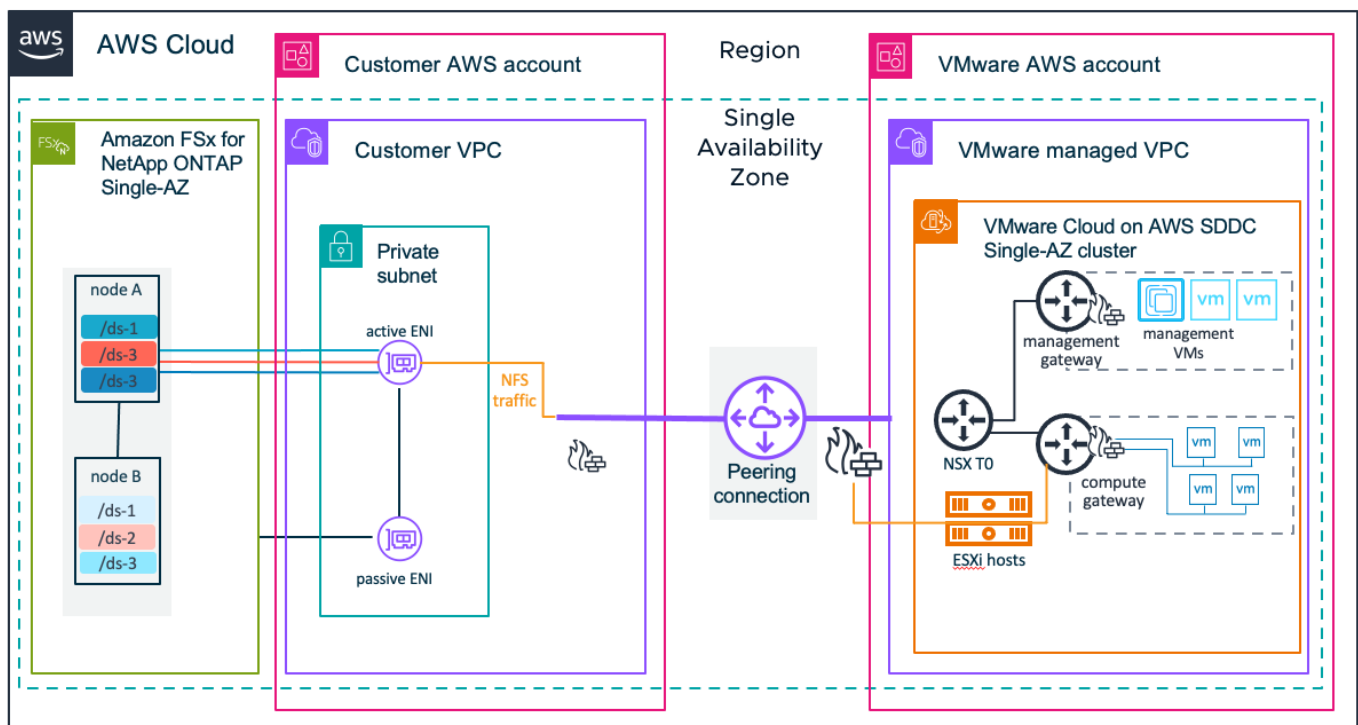 aws
AWS Cloud
Customer AWS account
Region
VMware AWS account
FSx
Amazon FSx for
NetApp ONTAP
Single-AZ
Customer VPC
Single
Availability
Zone
VMware managed VPC
Private
subnet
VMware Cloud on AWS SDDC
Single-AZ cluster
node A
/ds-1
/ds-3
/ds-3
active ENI
NFS
traffic
management
gateway
vm
vm
management
VMs
node B
/ds-1
/ds-2
/ds-3
passive ENI
Peering
connection
NSX T0
compute
gateway
vm
vm
vm
vm
ESXi hosts